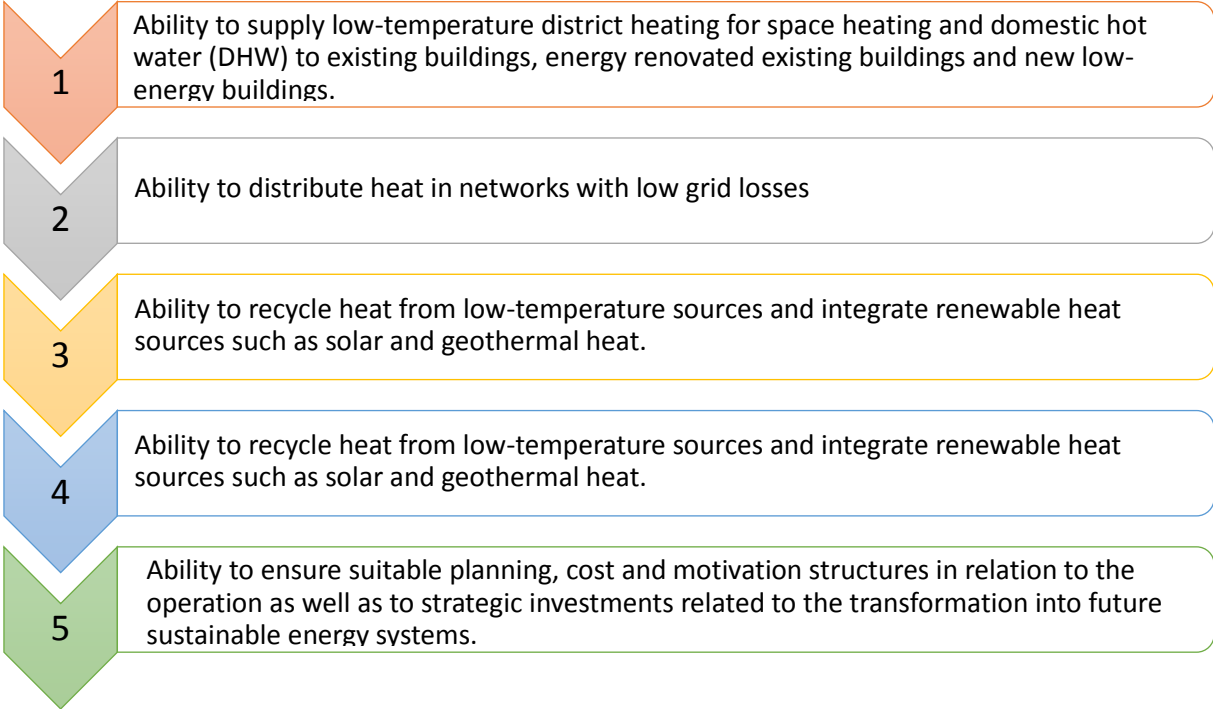 1
Ability to supply low-temperature district heating for space heating and domestic hot
water (DHW) to existing buildings, energy renovated existing buildings and new low-
energy buildings.
2
Ability to distribute heat in networks with low grid losses
3
Ability to recycle heat from low-temperature sources and integrate renewable heat
sources such as solar and geothermal heat.
4
Ability to recycle heat from low-temperature sources and integrate renewable heat
sources such as solar and geothermal heat.
5
Ability to ensure suitable planning, cost and motivation structures in relation to the
operation as well as to strategic investments related to the transformation into future
sustainable energy systems.